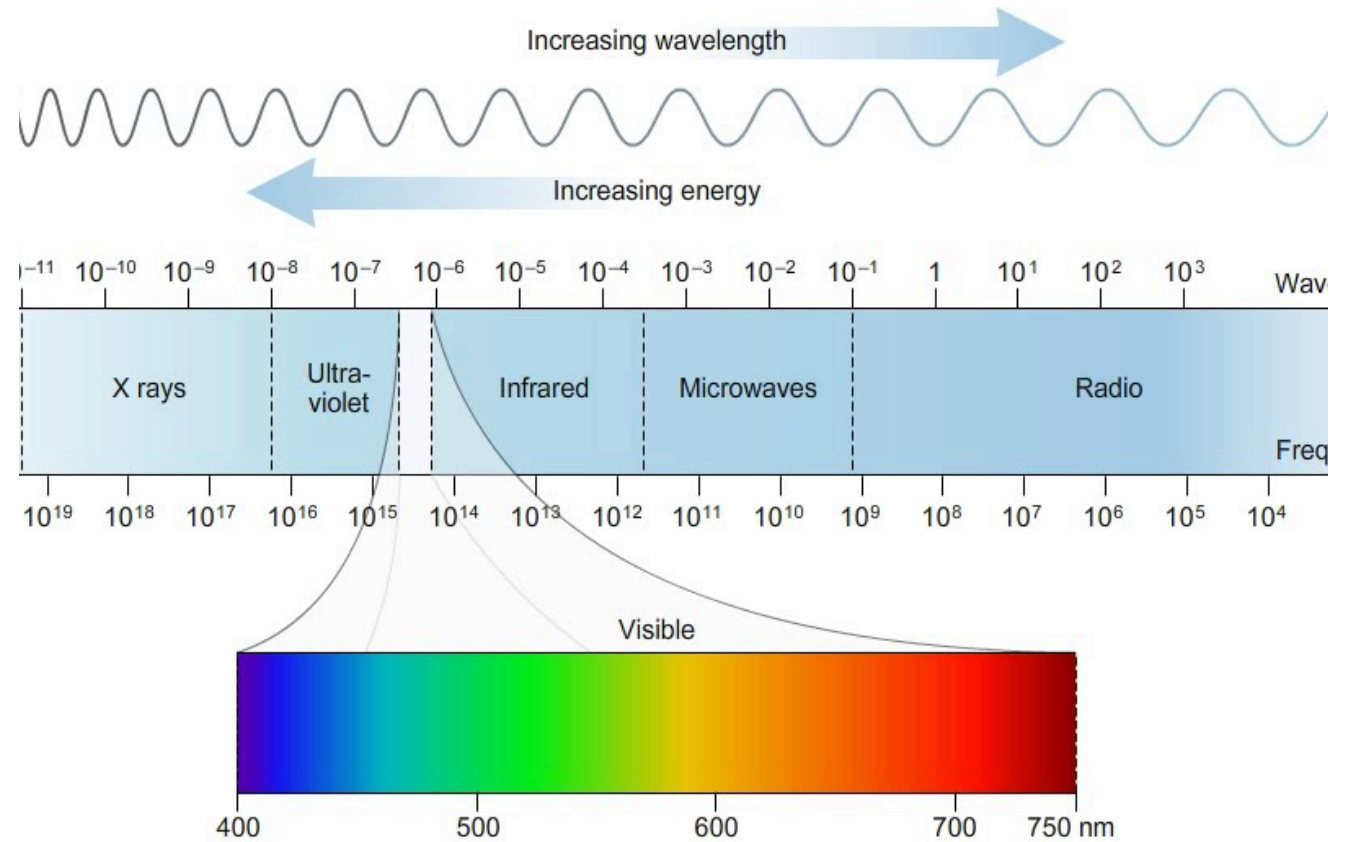 Increasing wavelength
Increasing energy
10⁻¹¹ 10⁻¹⁰ 10⁻⁹ 10⁻⁸ 10⁻⁷ 10⁻⁶ 10⁻⁵ 10⁻⁴ 10⁻³ 10⁻² 10⁻¹ 1 10¹ 10² 10³
X rays
Ultra-
violet
Infrared
Microwaves
Radio
10¹⁹ 10¹⁸ 10¹⁷ 10¹⁶ 10¹⁵ 10¹⁴ 10¹³ 10¹² 10¹¹ 10¹⁰ 10⁹ 10⁸ 10⁷ 10⁶ 10⁵ 10⁴
Visible
400 500 600 700 750 nm